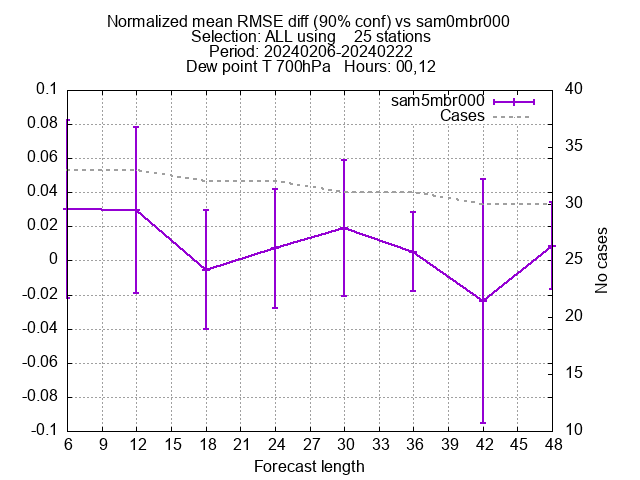 Normalized mean RMSE diff (90% conf) vs sam0mbr000
Selection: ALL using    25 stations
Period: 20240206-20240222
Dew point T 700hPa   Hours: 00,12
sam5mbr000
Cases
0.1
0.08
0.06
0.04
0.02
0
-0.02
-0.04
-0.06
-0.08
-0.1
40
35
30
25
20
15
10
No cases
6 9 12 15 18 21 24 27 30 33 36 39 42 45 48
Forecast length